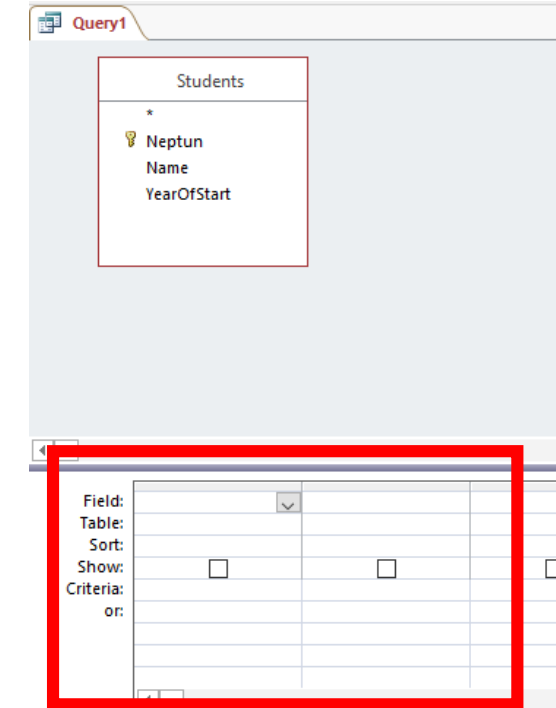 Query1
Students
*
Neptun
Name
YearOfStart
Field:
Table:
Sort:
Show:
Criteria:
or: